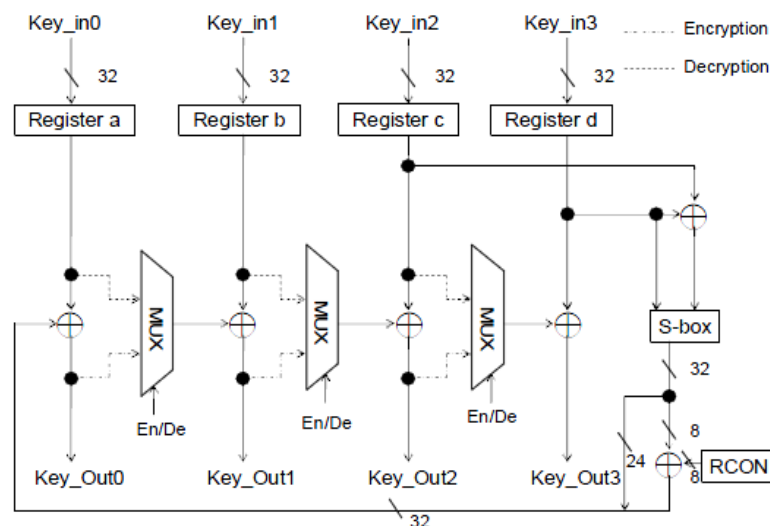 Key_in0
Key_in1
Key_in2
Key_in3
Encryption
Decryption
32
32
32
32
Register a
Register b
Register c
Register d
MUX
MUX
MUX
S-box
32
En/De
En/De
En/De
8
24
8
RCON
Key_Out0
Key_Out1
Key_Out2
Key_Out3
32